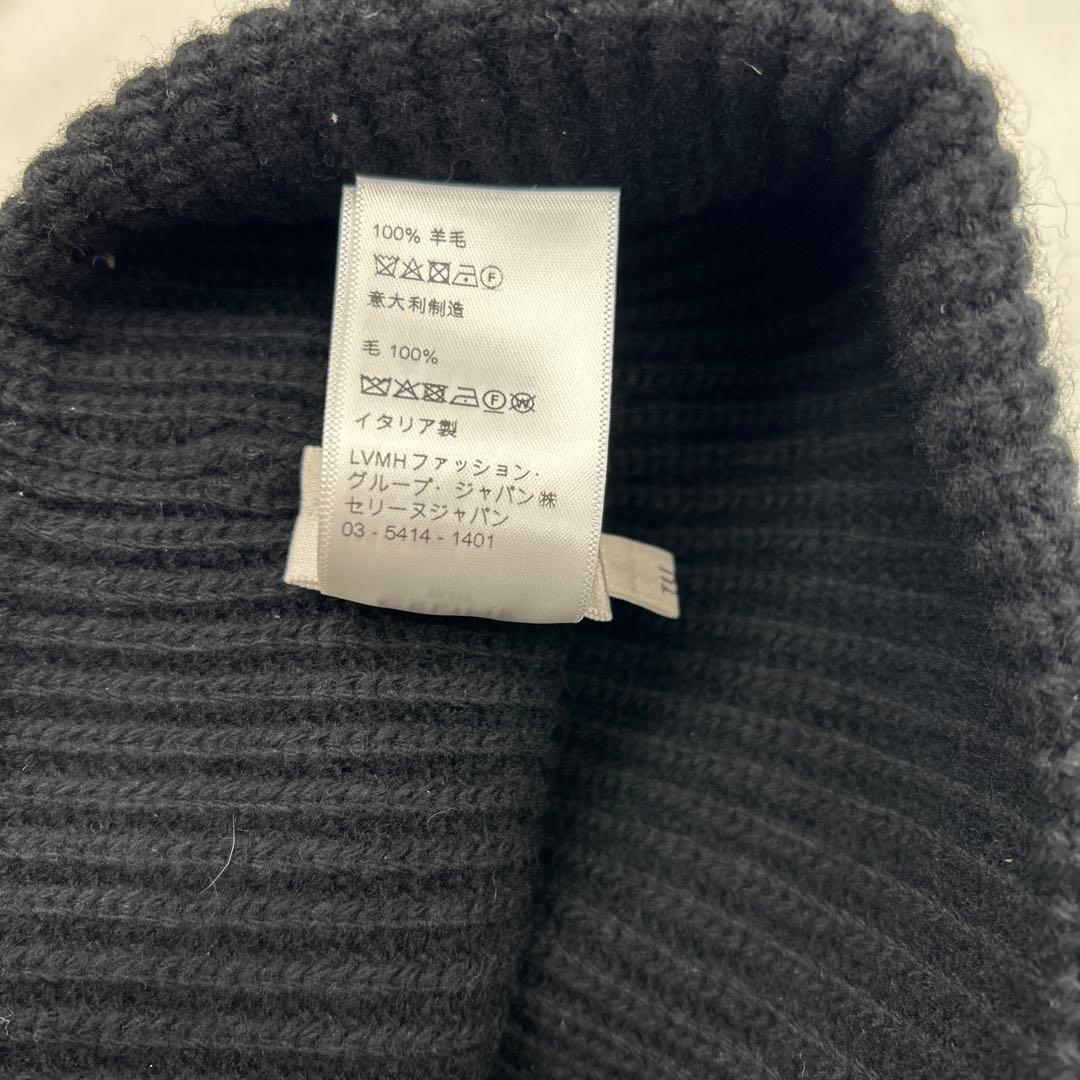 100% 羊毛
F
意大利制造
毛 100%
F W
イタリア製
LVMHファッション・
グループ・ジャパン㈱
セリーヌジャパン
03 - 5414 - 1401
TU